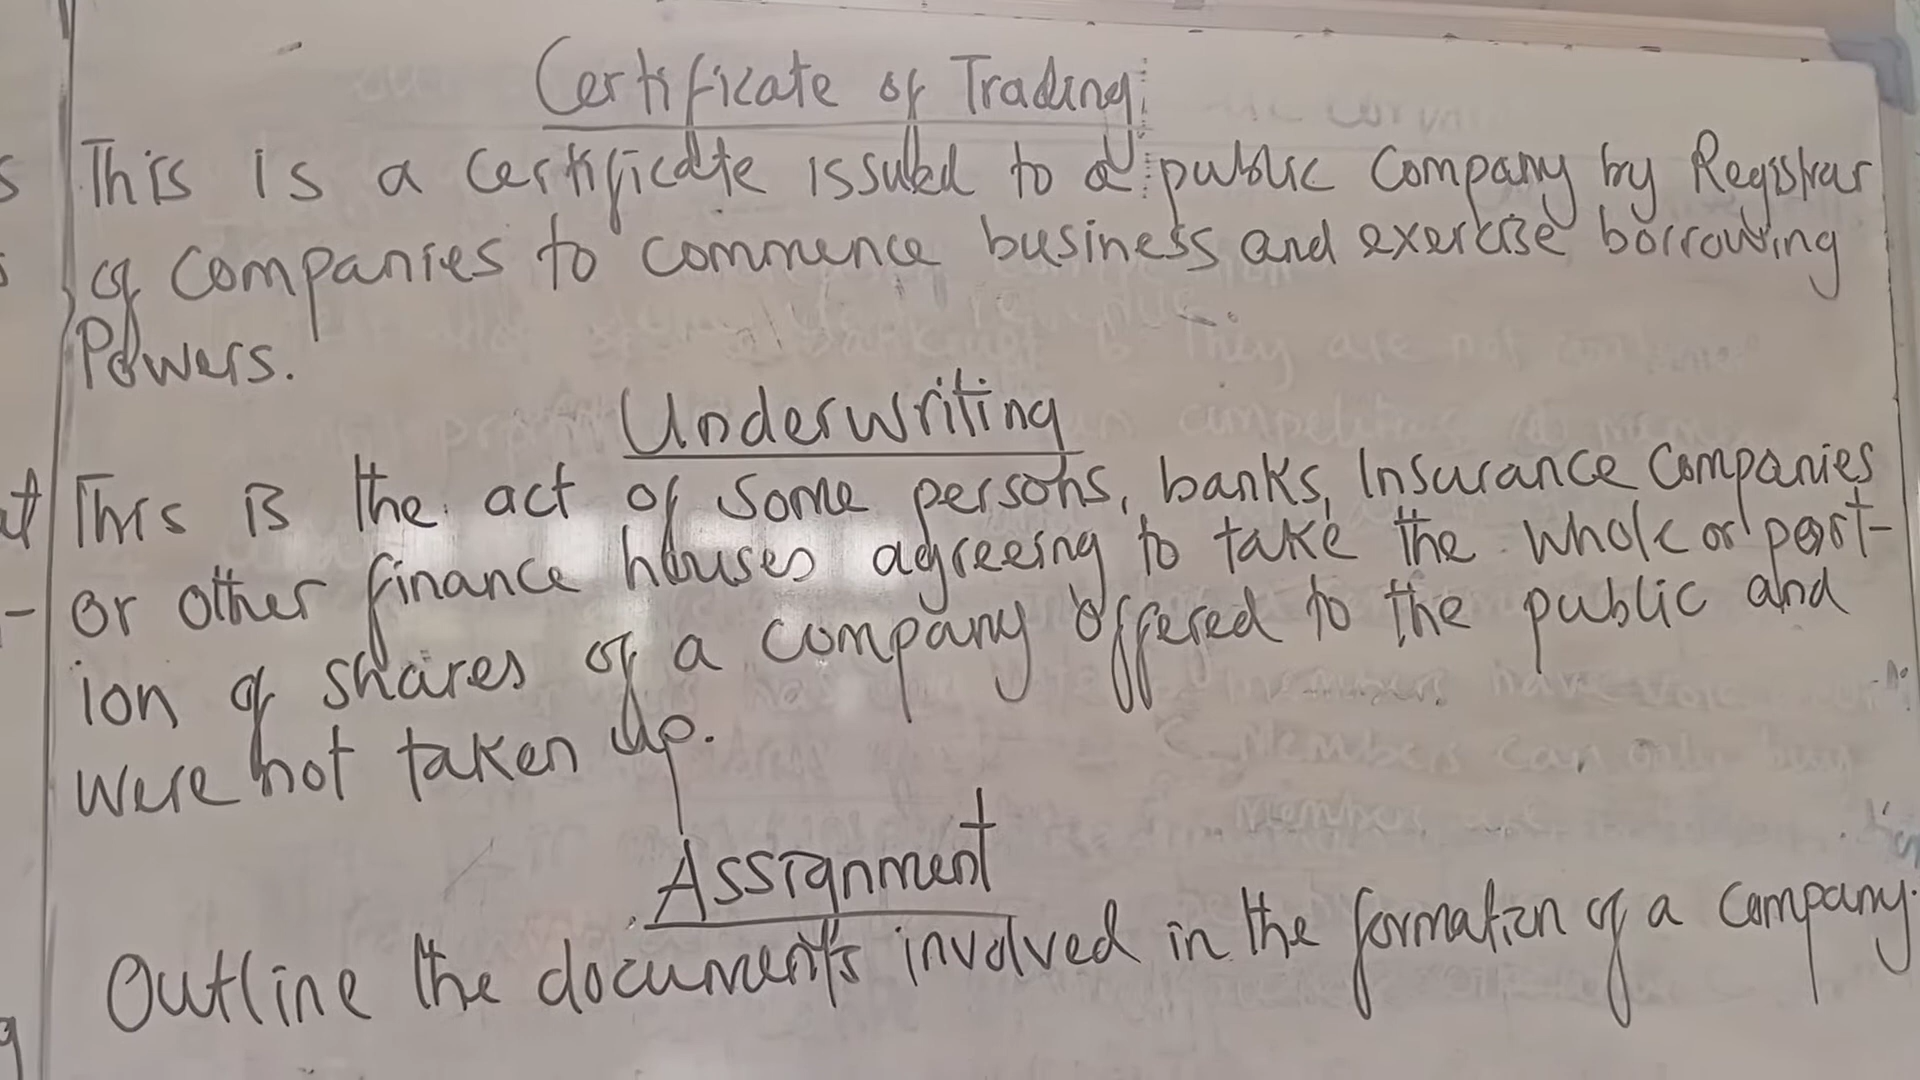 Certificate of Trading
This is a certificate issued to a public company by Registrar
of companies to commence business and exercise borrowing
Powers.
Underwriting
This is the act of some persons, banks, Insurance Companies
or other finance houses agreeing to take the whole or port-
ion of shares of a company offered to the public and
were not taken up.
Assignment
Outline the documents involved in the formation of a company.